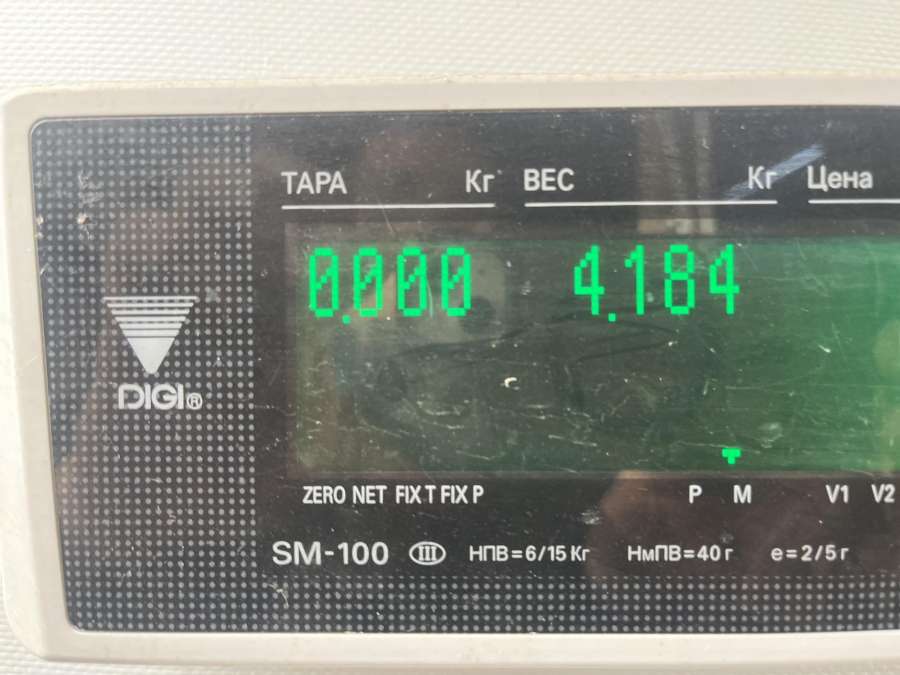 ТАРА Кг ВЕС Кг Цена
0.000 4.184
DIGI®
ZERO NET FIX T FIX P P M V1 V2
SM-100 III НПВ=6/15 Кг НмПВ=40 г e=2/5 г